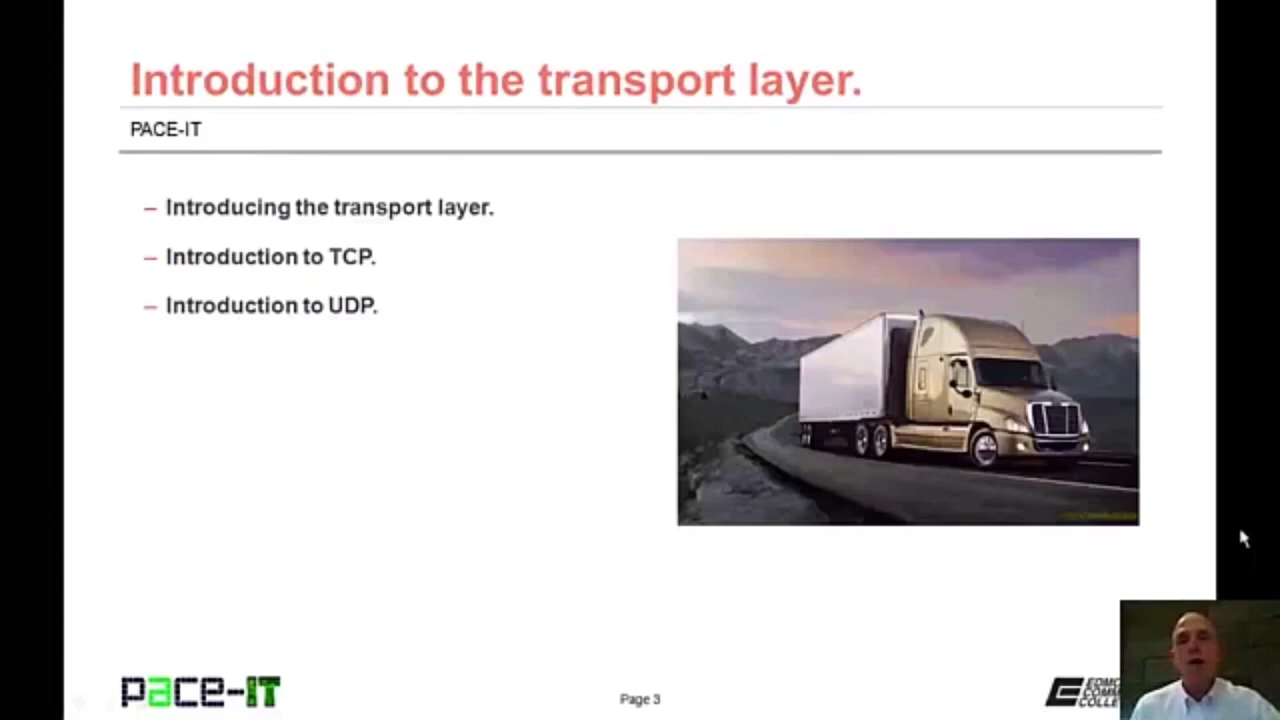 Introduction to the transport layer.
PACE-IT
– Introducing the transport layer.
– Introduction to TCP.
– Introduction to UDP.
pace-IT
Page 3